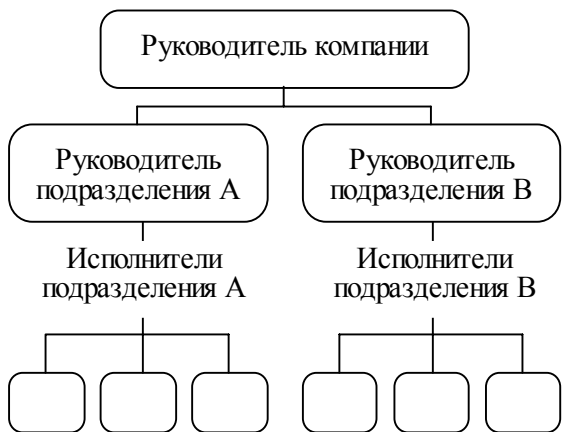 Руководитель компании
Руководитель
подразделения А
Руководитель
подразделения В
Исполнители
подразделения А
Исполнители
подразделения В